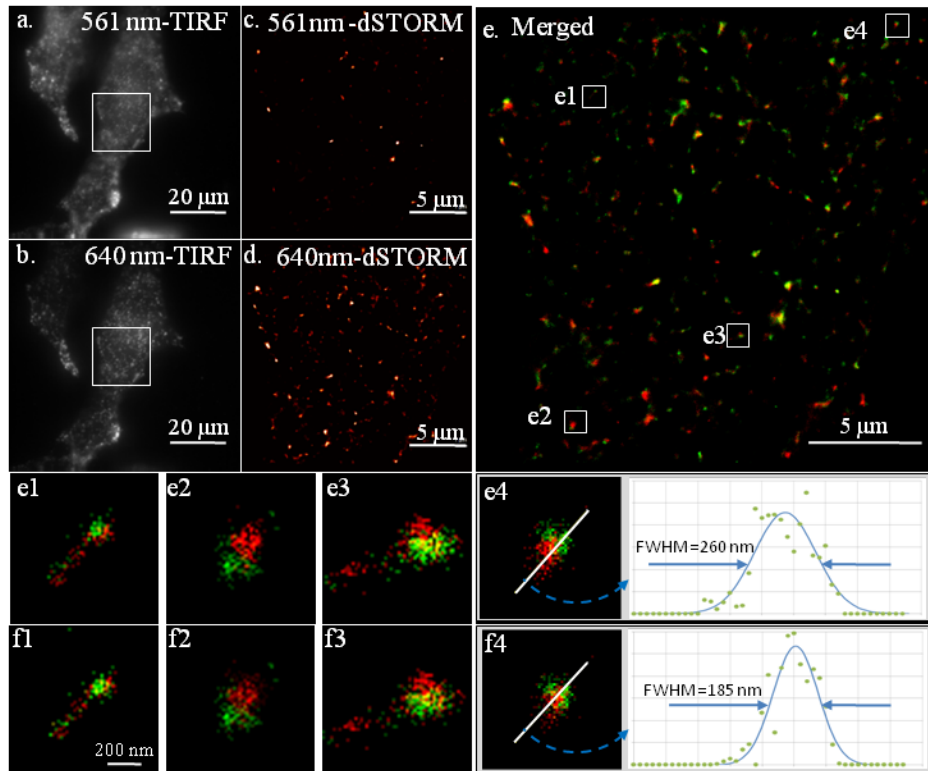 a. 561 nm-TIRF
20 μm
c. 561nm-dSTORM
5 μm
e. Merged
e4
e1
e3
e2
5 μm
b. 640 nm-TIRF
20 μm
d. 640nm-dSTORM
5 μm
e1
e2
e3
e4
FWHM=260 nm
f1
200 nm
f2
f3
f4
FWHM=185 nm